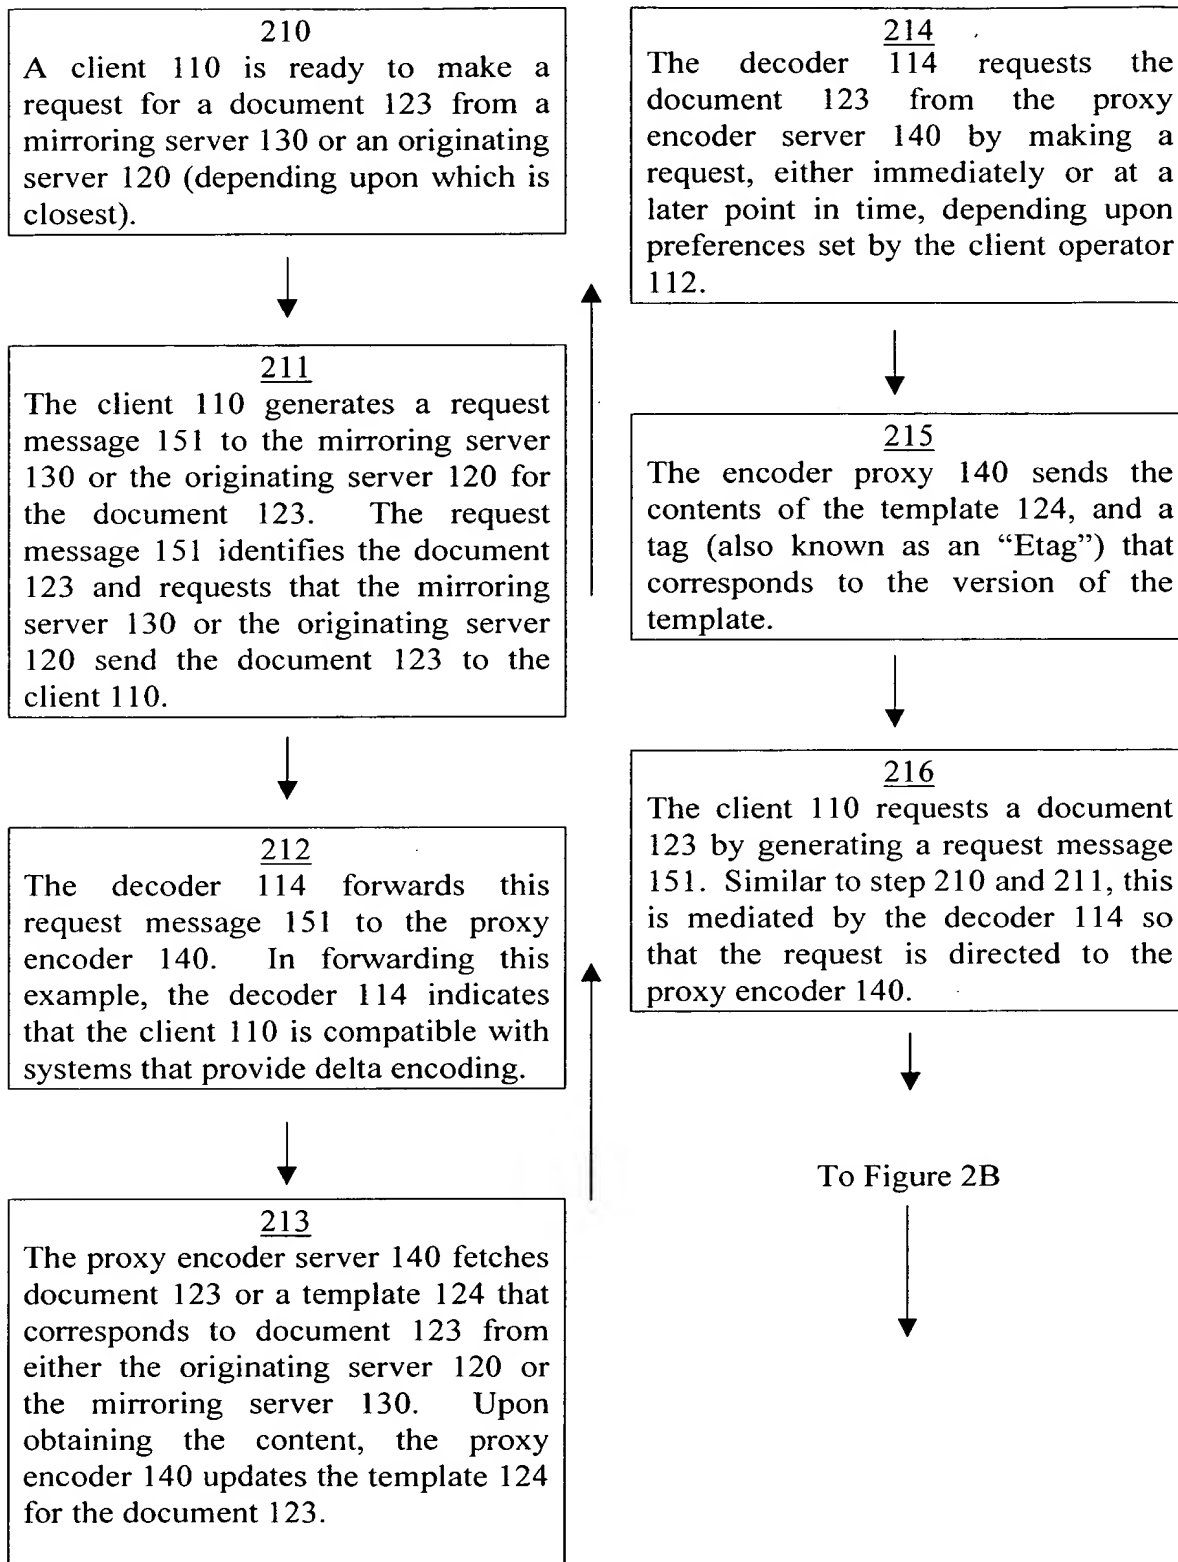 210
A client 110 is ready to make a
request for a document 123 from a
mirroring server 130 or an originating
server 120 (depending upon which is
closest).
211
The client 110 generates a request
message 151 to the mirroring server
130 or the originating server 120 for
the document 123. The request
message 151 identifies the document
123 and requests that the mirroring
server 130 or the originating server
120 send the document 123 to the
client 110.
212
The decoder 114 forwards this
request message 151 to the proxy
encoder 140. In forwarding this
example, the decoder 114 indicates
that the client 110 is compatible with
systems that provide delta encoding.
213
The proxy encoder server 140 fetches
document 123 or a template 124 that
corresponds to document 123 from
either the originating server 120 or
the mirroring server 130. Upon
obtaining the content, the proxy
encoder 140 updates the template 124
for the document 123.
214
The decoder 114 requests the
document 123 from the proxy
encoder server 140 by making a
request, either immediately or at a
later point in time, depending upon
preferences set by the client operator
112.
215
The encoder proxy 140 sends the
contents of the template 124, and a
tag (also known as an “Etag”) that
corresponds to the version of the
template.
216
The client 110 requests a document
123 by generating a request message
151. Similar to step 210 and 211, this
is mediated by the decoder 114 so
that the request is directed to the
proxy encoder 140.
To Figure 2B